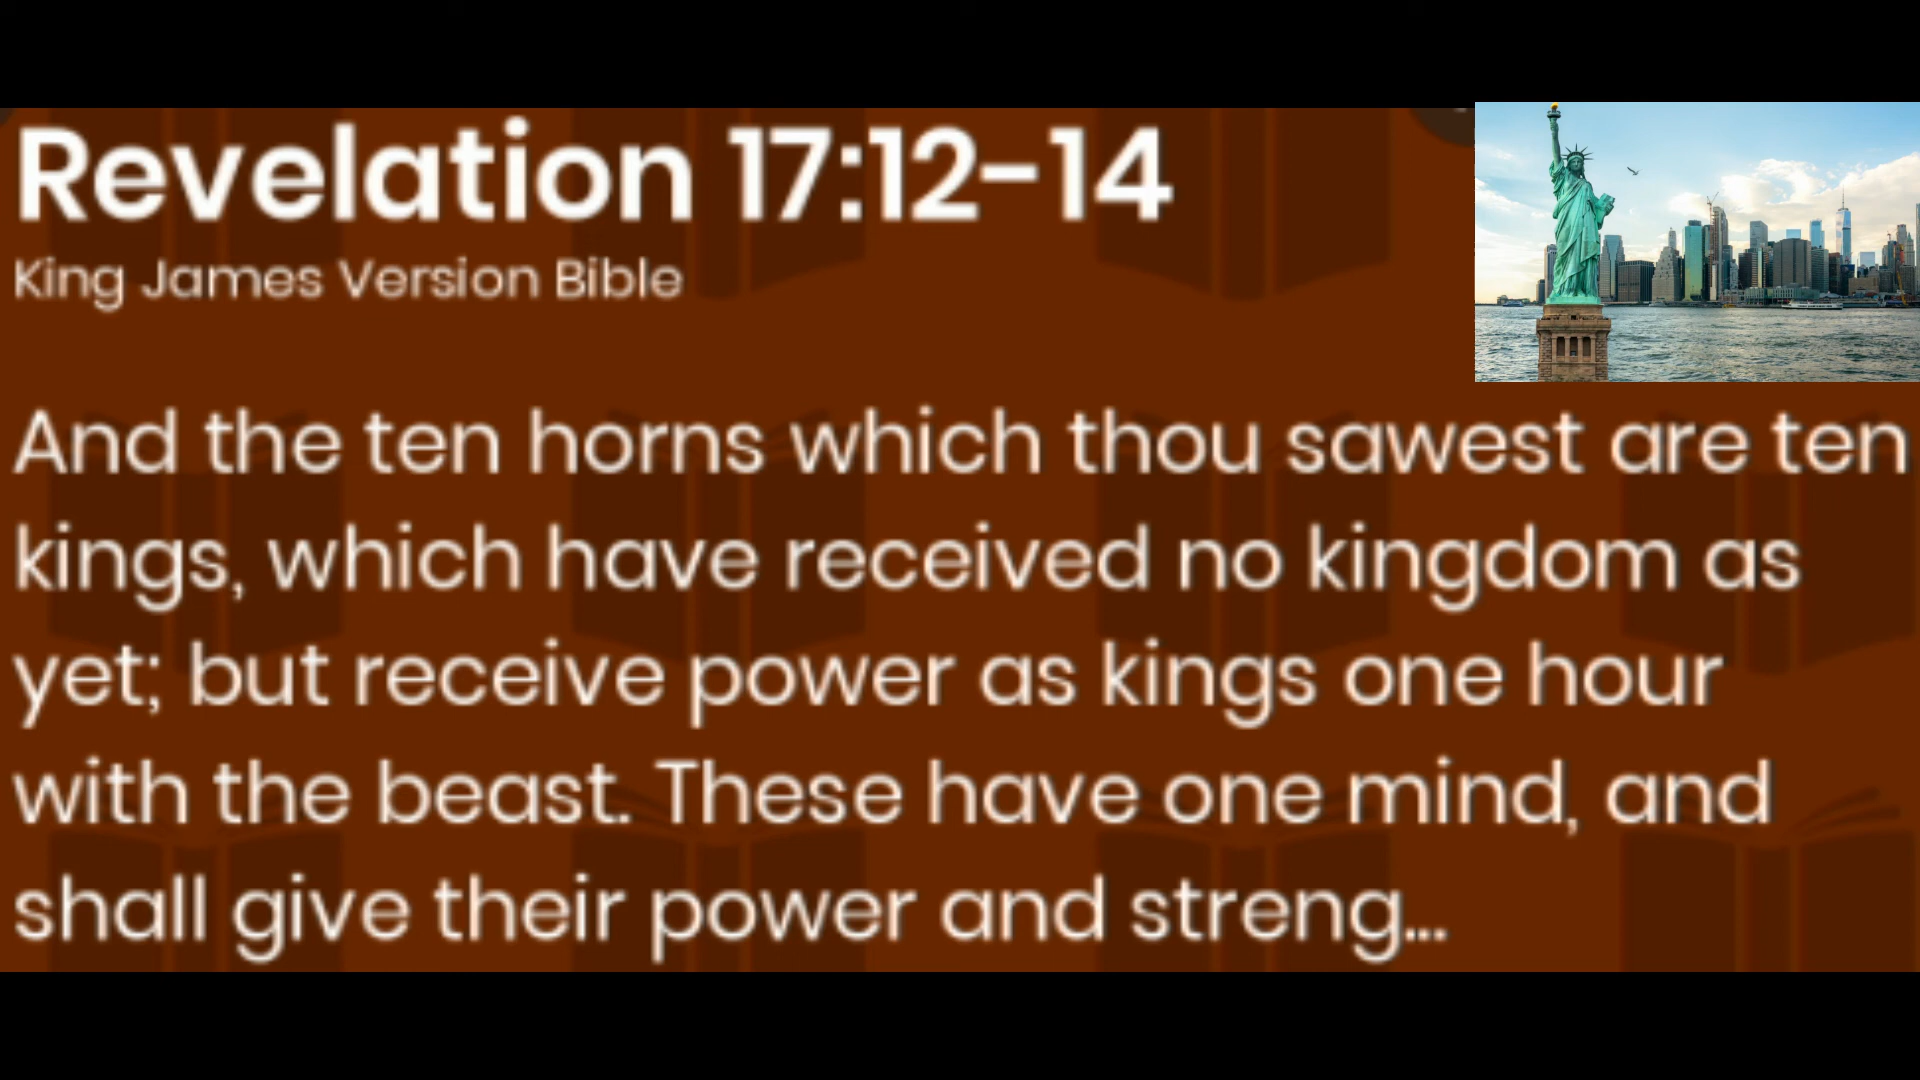 Revelation 17:12-14
King James Version Bible
And the ten horns which thou sawest are ten
kings, which have received no kingdom as
yet; but receive power as kings one hour
with the beast. These have one mind, and
shall give their power and streng...